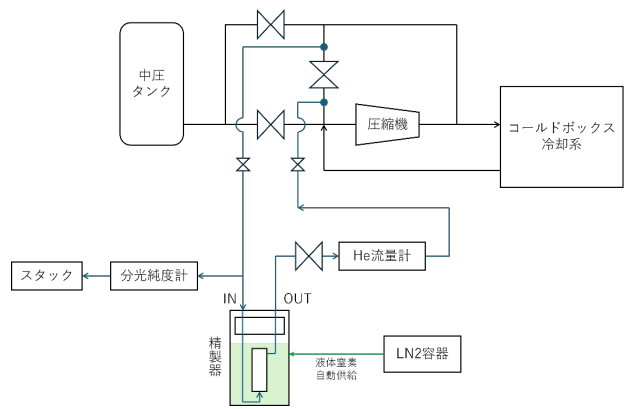 中圧
タンク
圧縮機
コールドボックス
冷却系
He流量計
スタック
分光純度計
IN
OUT
精製器
液体窒素
自動供給
LN2容器